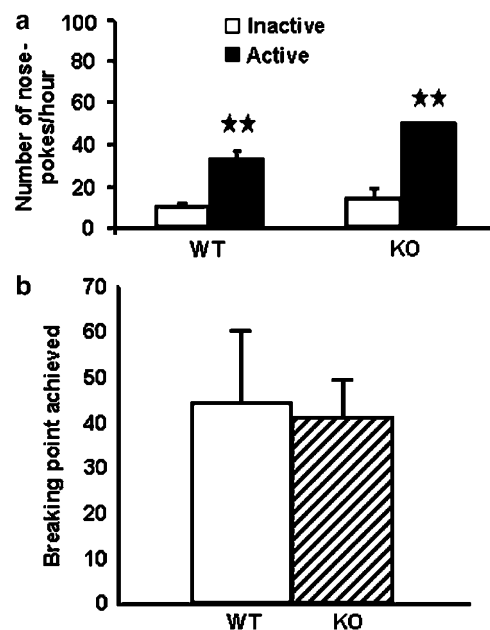 a
Inactive
Active
Number of nose-
pokes/hour
100
80
60
40
20
0
★★
★★
WT KO
b
Breaking point achieved
70
60
50
40
30
20
10
0
WT KO